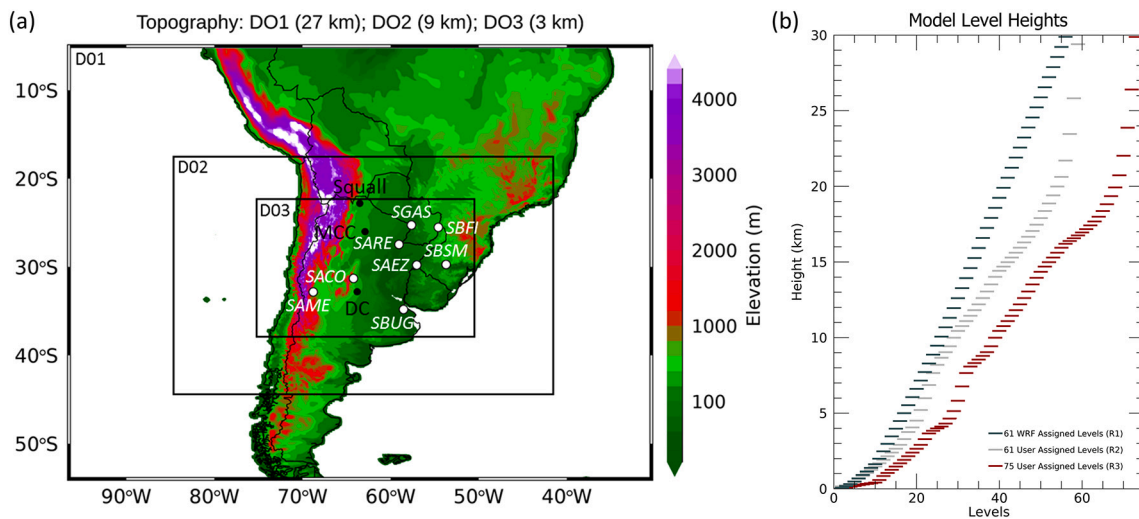 (a)
Topography: DO1 (27 km); DO2 (9 km); DO3 (3 km)
D01
10°S
20°S
30°S
40°S
50°S
90°W
80°W
70°W
60°W
50°W
40°W
D02
Squall
D03
SGAS
SBFI
MCC
SARE
SBSM
SAEZ
SACO
SAME
DC
SBUG
4000
3000
2000
1000
100
Elevation (m)
(b)
Model Level Heights
30
25
20
15
10
5
0
Height (km)
0
20
40
60
Levels
61 WRF Assigned Levels (R1)
61 User Assigned Levels (R2)
75 User Assigned Levels (R3)